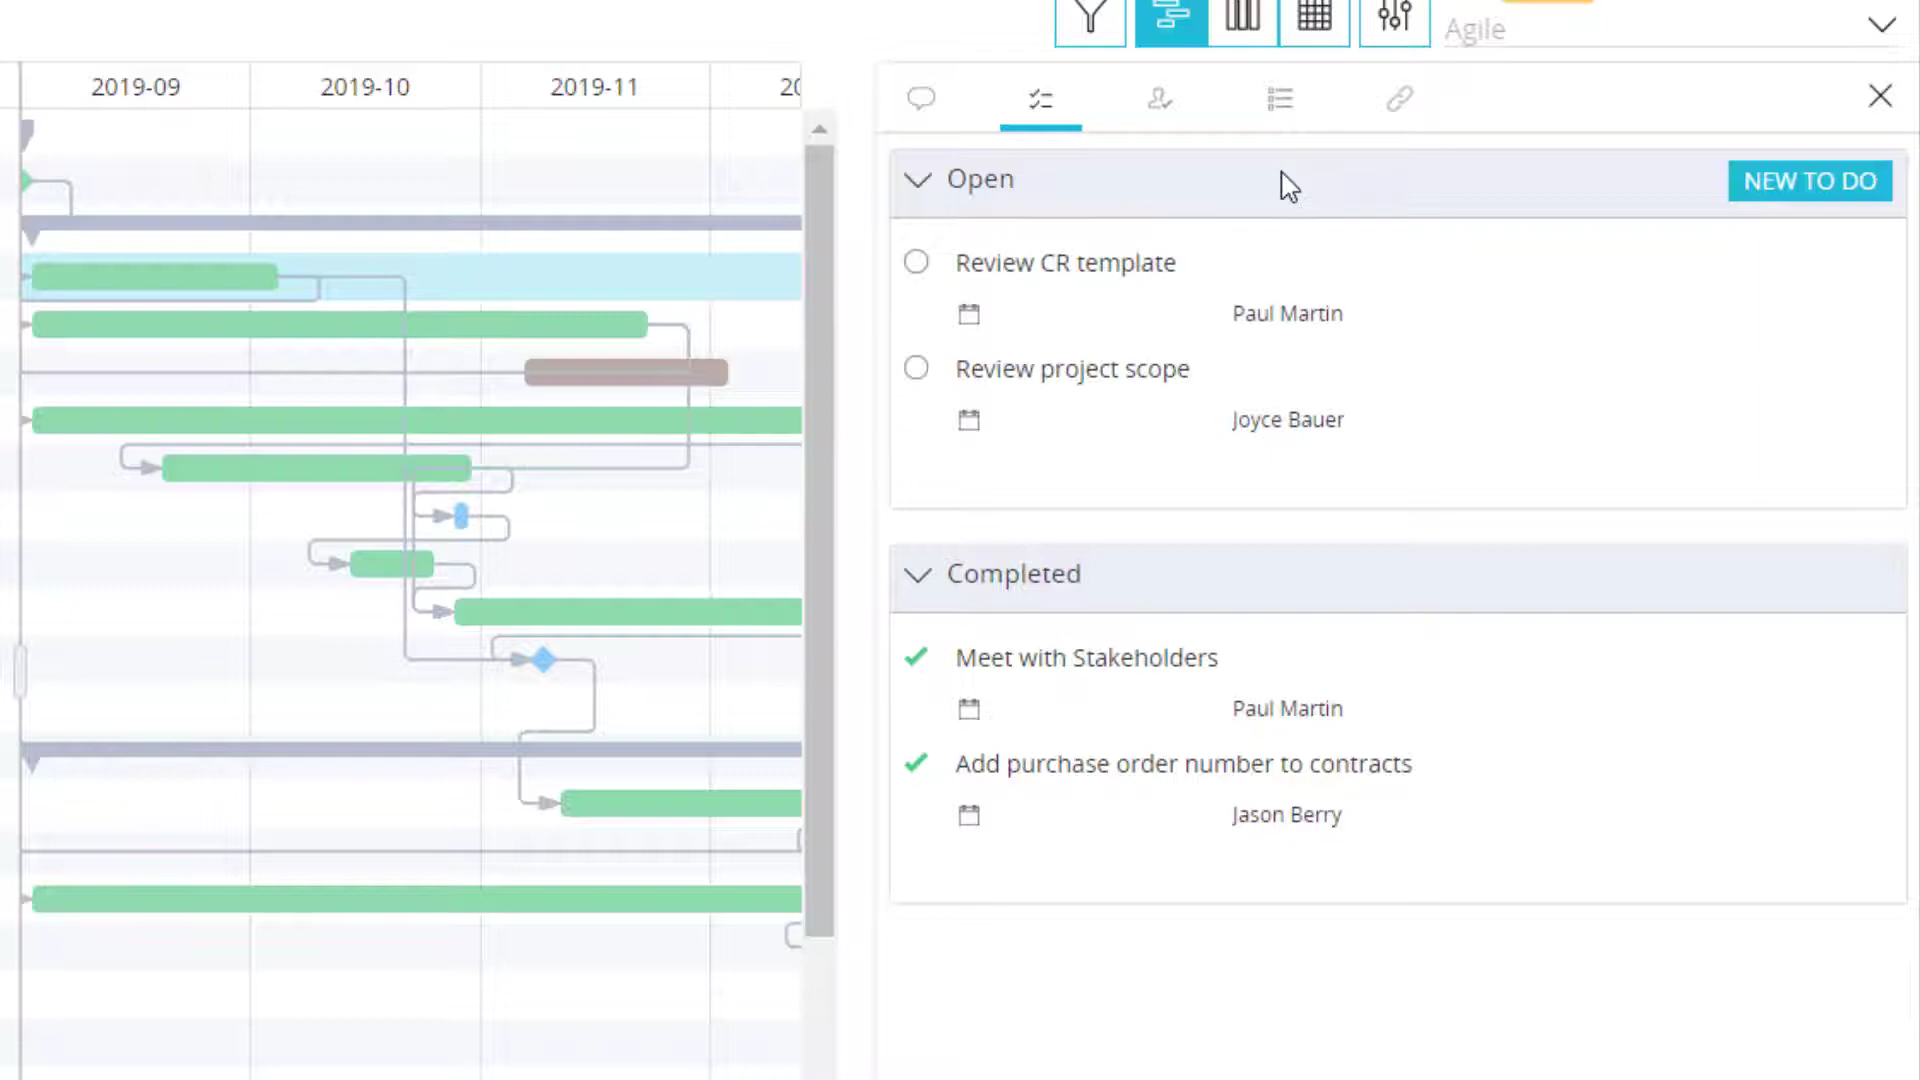 Agile
2019-09
2019-10
2019-11
20
Open
NEW TO DO
Review CR template
Paul Martin
Review project scope
Joyce Bauer
Completed
Meet with Stakeholders
Paul Martin
Add purchase order number to contracts
Jason Berry